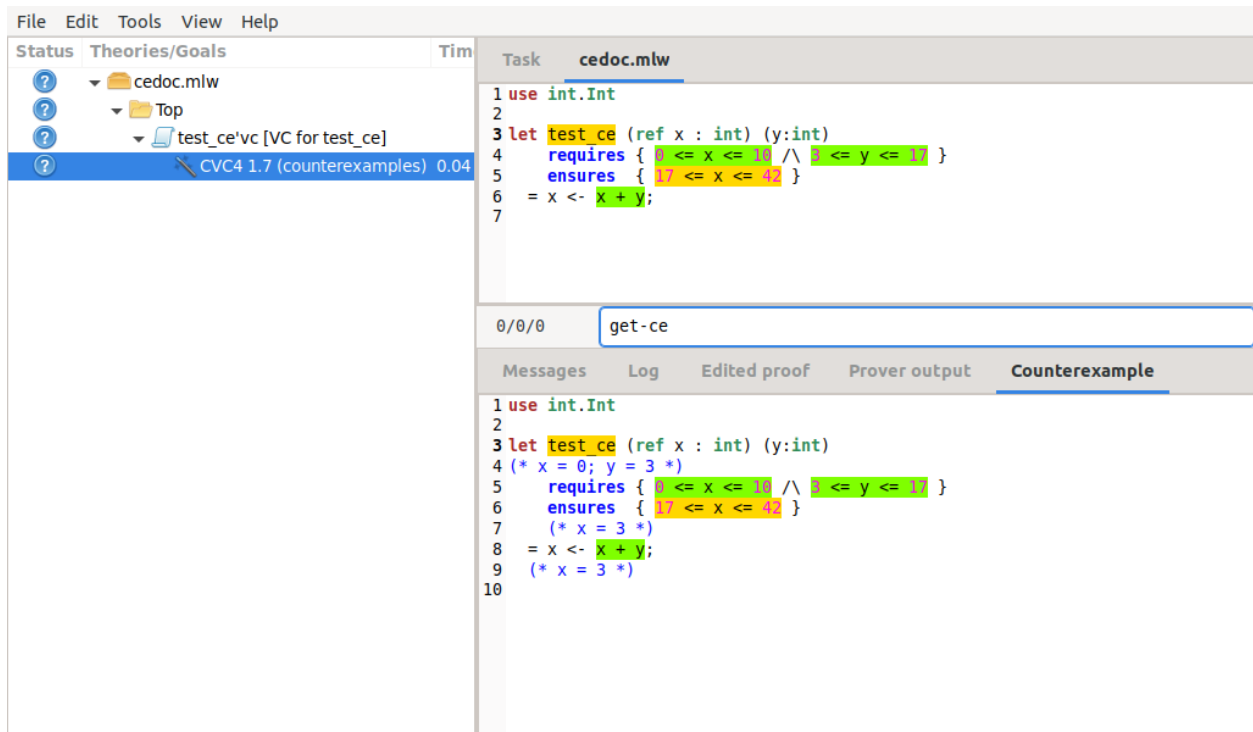 File Edit Tools View Help
Status Theories/Goals Tim
cedoc.mlw
Top
test_ce'vc [VC for test_ce]
CVC4 1.7 (counterexamples) 0.04
Task cedoc.mlw
1 use int.Int
2
3 let test_ce (ref x : int) (y:int)
4 requires { 0 <= x <= 10 /\ 3 <= y <= 17 }
5 ensures { 17 <= x <= 42 }
6 = x <- x + y;
7
0/0/0 get-ce
Messages Log Edited proof Prover output Counterexample
1 use int.Int
2
3 let test_ce (ref x : int) (y:int)
4 (* x = 0; y = 3 *)
5 requires { 0 <= x <= 10 /\ 3 <= y <= 17 }
6 ensures { 17 <= x <= 42 }
7 (* x = 3 *)
8 = x <- x + y;
9 (* x = 3 *)
10